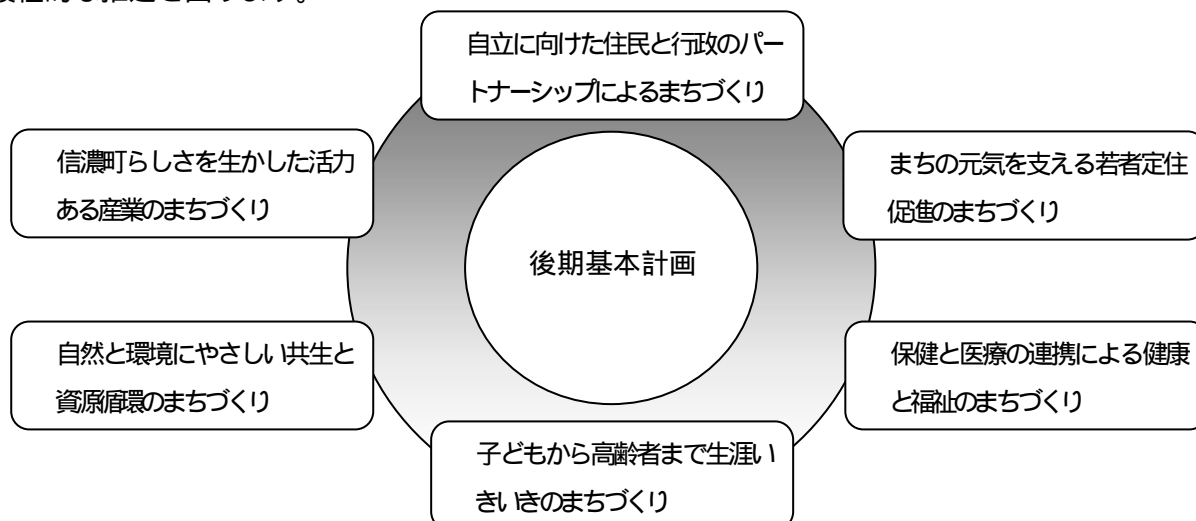 自立に向けた住民と行政のパー
トナーシップによるまちづくり
信濃町らしさを生かした活力
ある産業のまちづくり
まちの元気を支える若者定住
促進のまちづくり
後期基本計画
自然と環境にやさしい共生と
資源循環のまちづくり
保健と医療の連携による健康
と福祉のまちづくり
子どもから高齢者まで生涯い
きいきのまちづくり